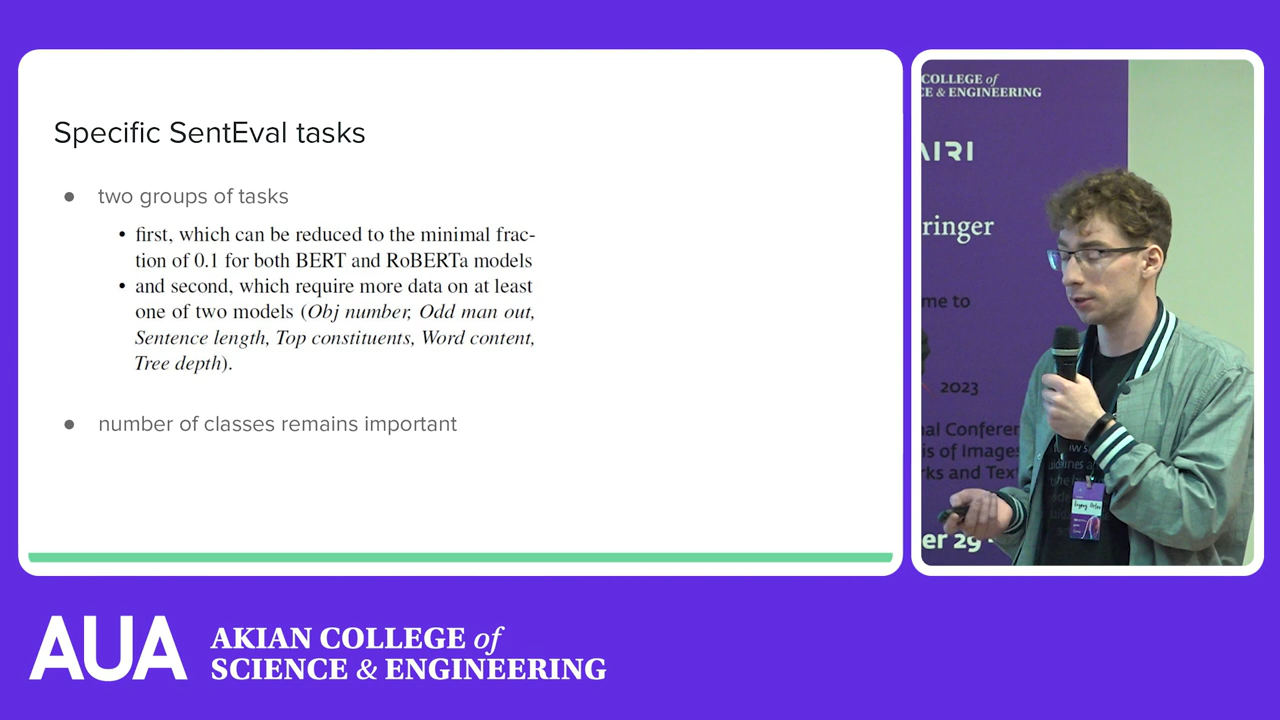 Specific SentEval tasks
● two groups of tasks
• first, which can be reduced to the minimal frac-
tion of 0.1 for both BERT and RoBERTa models
• and second, which require more data on at least
one of two models (Obj number, Odd man out,
Sentence length, Top constituents, Word content,
Tree depth).
● number of classes remains important
COLLEGE of
CE & ENGINEERING
AIRI
ringer
me to
2023
nal Conferen
is of Images
rks and Text
er 29
AUA AKIAN COLLEGE of
SCIENCE & ENGINEERING